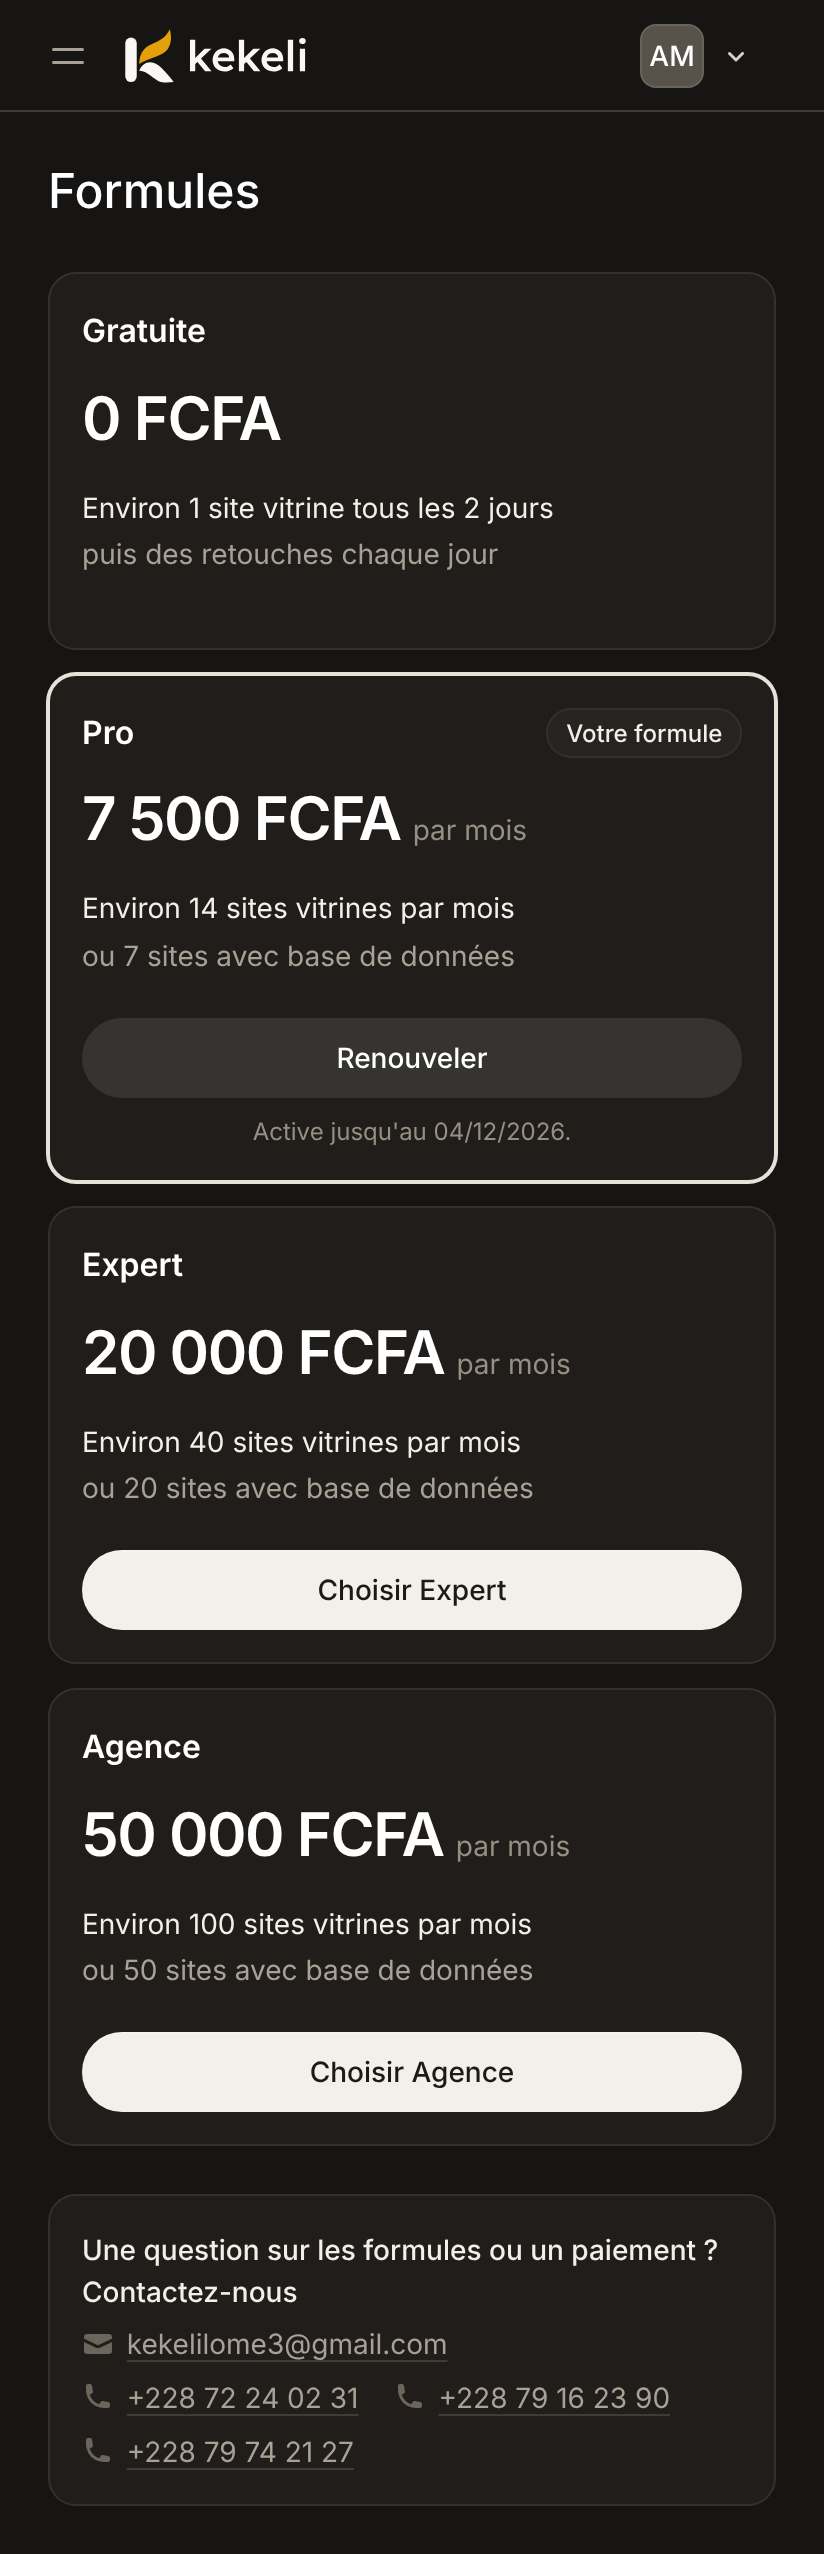 kekeli
AM
Formules
Gratuite
0 FCFA
Environ 1 site vitrine tous les 2 jours
puis des retouches chaque jour
Pro
Votre formule
7 500 FCFA par mois
Environ 14 sites vitrines par mois
ou 7 sites avec base de données
Renouveler
Active jusqu'au 04/12/2026.
Expert
20 000 FCFA par mois
Environ 40 sites vitrines par mois
ou 20 sites avec base de données
Choisir Expert
Agence
50 000 FCFA par mois
Environ 100 sites vitrines par mois
ou 50 sites avec base de données
Choisir Agence
Une question sur les formules ou un paiement ?
Contactez-nous
kekelilome3@gmail.com
+228 72 24 02 31 +228 79 16 23 90
+228 79 74 21 27